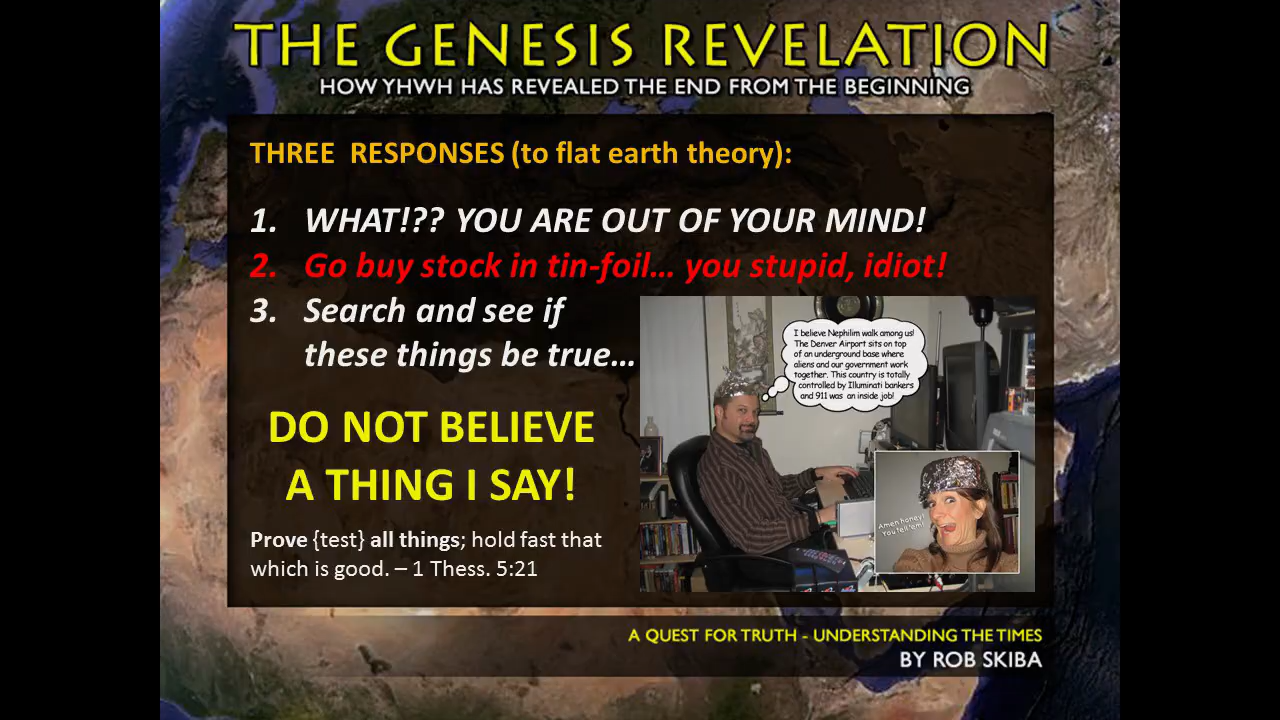 THE GENESIS REVELATION
HOW YHWH HAS REVEALED THE END FROM THE BEGINNING
THREE RESPONSES (to flat earth theory):
1. WHAT!?? YOU ARE OUT OF YOUR MIND!
2. Go buy stock in tin-foil... you stupid, idiot!
3. Search and see if
these things be true...
DO NOT BELIEVE
A THING I SAY!
Prove {test} all things; hold fast that
which is good. – 1 Thess. 5:21
I believe Nephilim walk among us!
The Denver Airport sits on top
of an underground base where
aliens and our government work
together. This country is totally
controlled by Illuminati bankers
and 911 was an inside job!
Amen honey!
You tell 'em!
A QUEST FOR TRUTH - UNDERSTANDING THE TIMES
BY ROB SKIBA